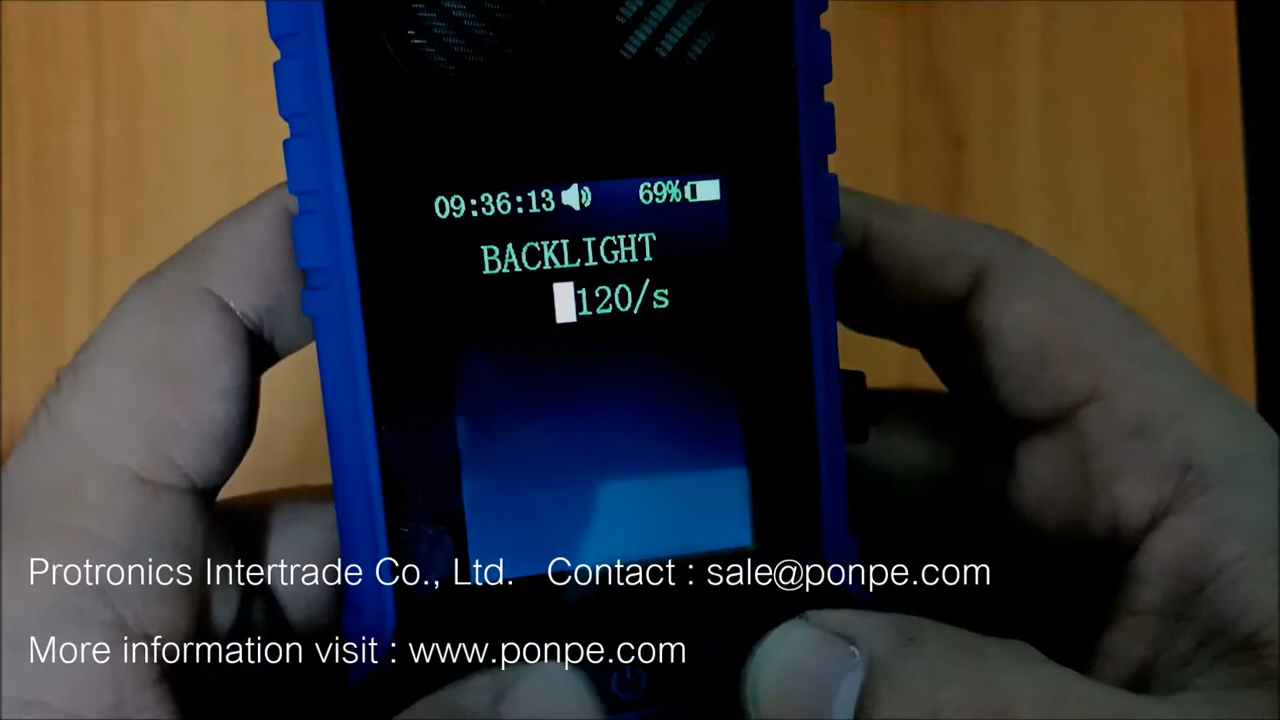 09:36:13 69%
BACKLIGHT
120/s
Protronics Intertrade Co., Ltd. Contact : sale@ponpe.com
More information visit : www.ponpe.com